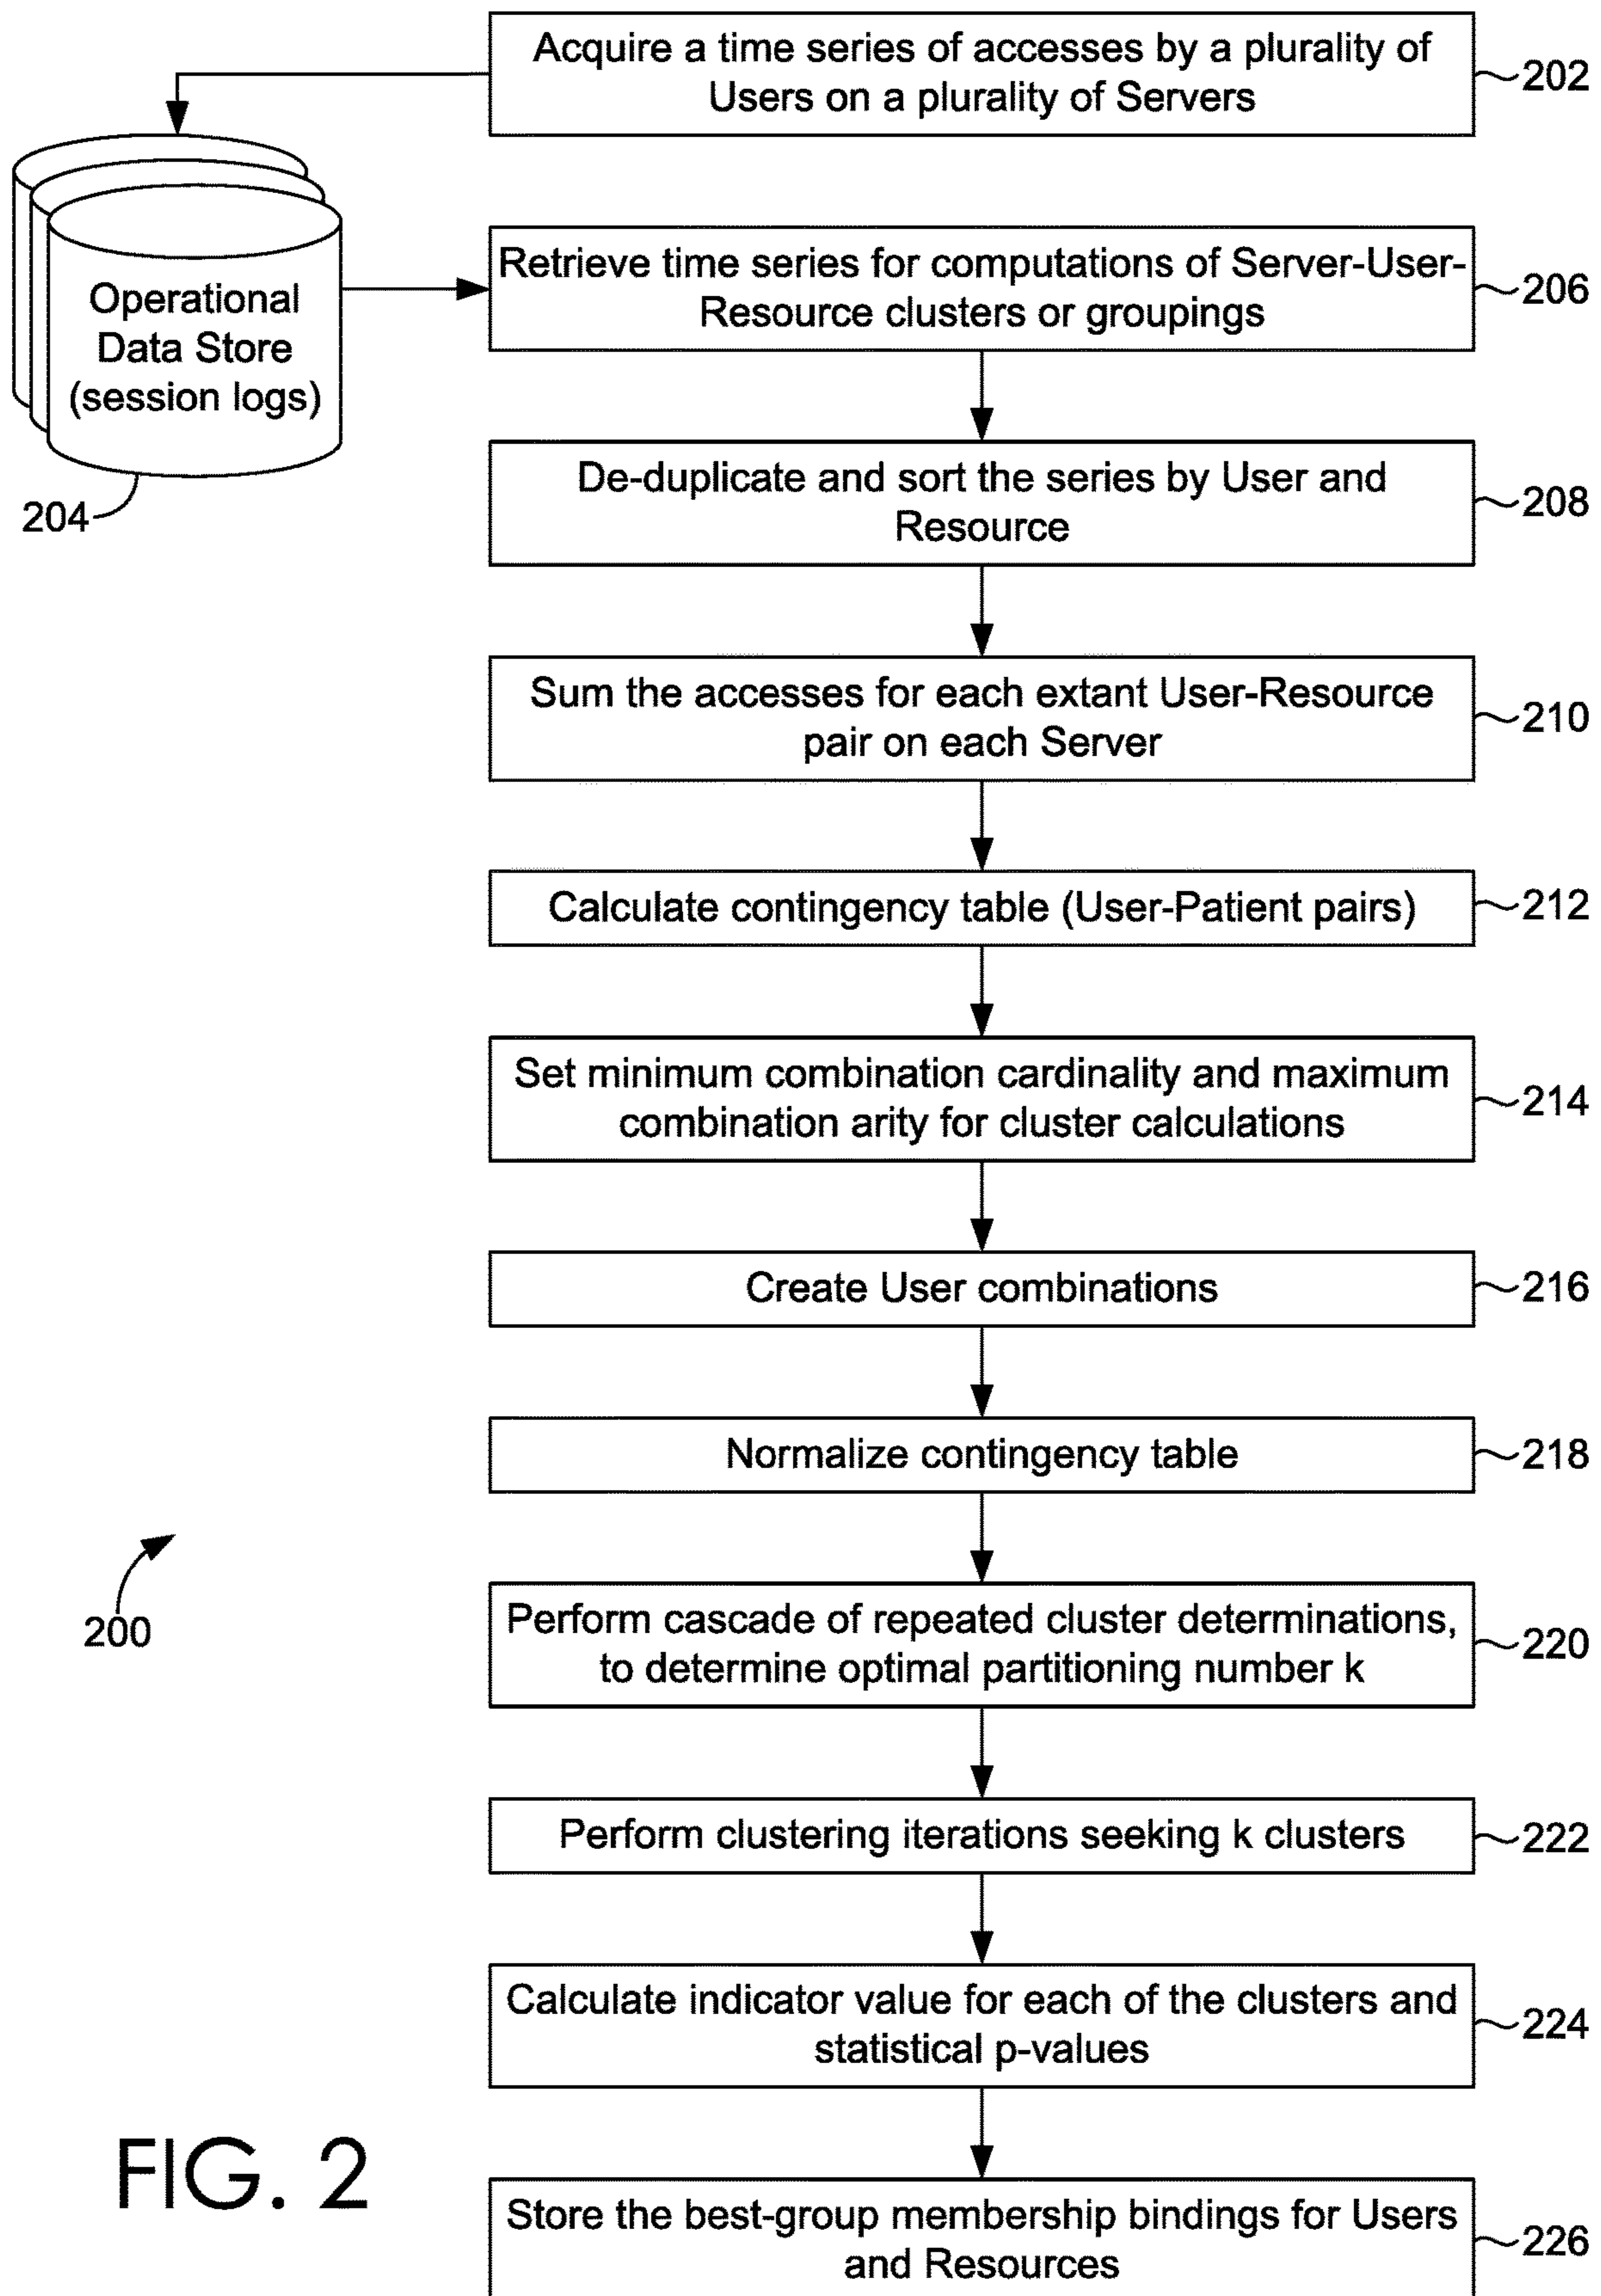 Acquire a time series of accesses by a plurality of
Users on a plurality of Servers
202
Operational
Data Store
(session logs)
204
Retrieve time series for computations of Server-User-
Resource clusters or groupings
206
De-duplicate and sort the series by User and
Resource
208
Sum the accesses for each extant User-Resource
pair on each Server
210
Calculate contingency table (User-Patient pairs)
212
Set minimum combination cardinality and maximum
combination arity for cluster calculations
214
Create User combinations
216
Normalize contingency table
218
200
Perform cascade of repeated cluster determinations,
to determine optimal partitioning number k
220
Perform clustering iterations seeking k clusters
222
Calculate indicator value for each of the clusters and
statistical p-values
224
FIG. 2
Store the best-group membership bindings for Users
and Resources
226